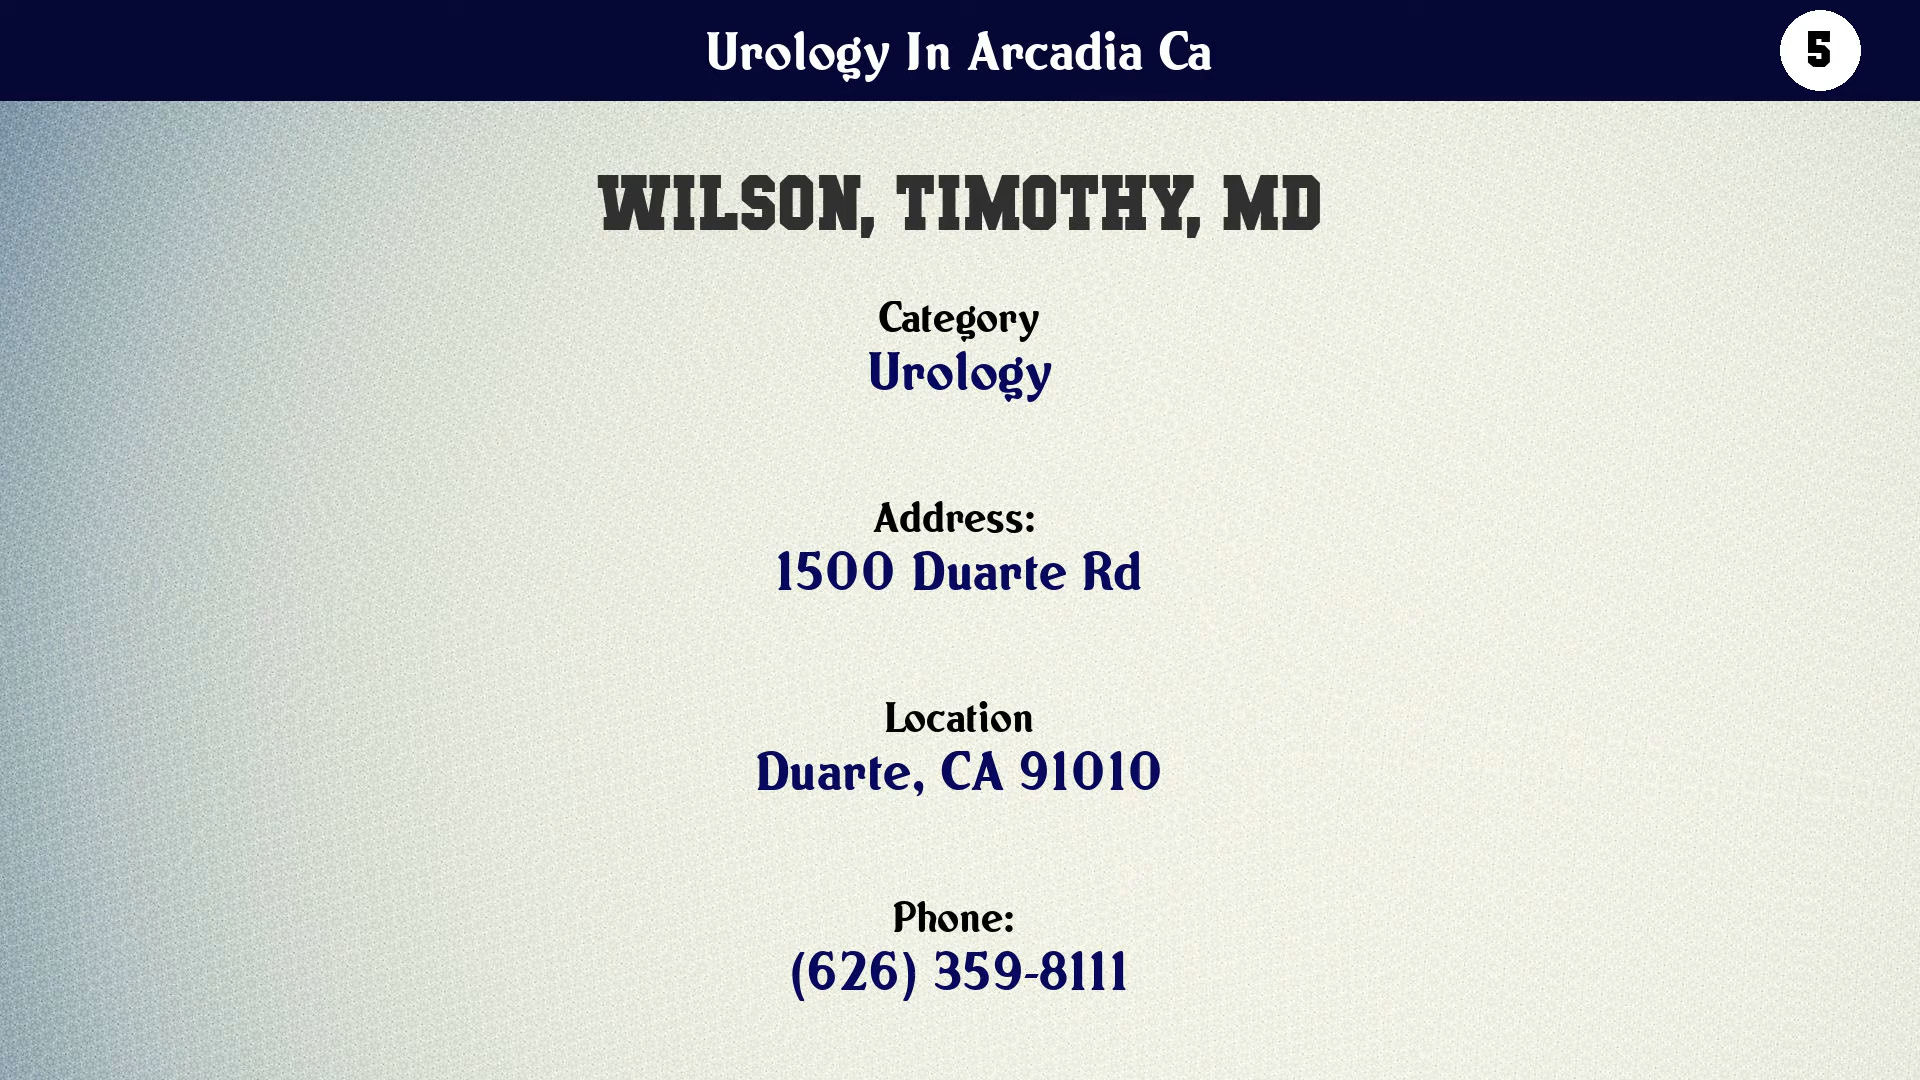 Urology In Arcadia Ca
5
WILSON, TIMOTHY, MD
Category
Urology
Address:
1500 Duarte Rd
Location
Duarte, CA 91010
Phone:
(626) 359-8111